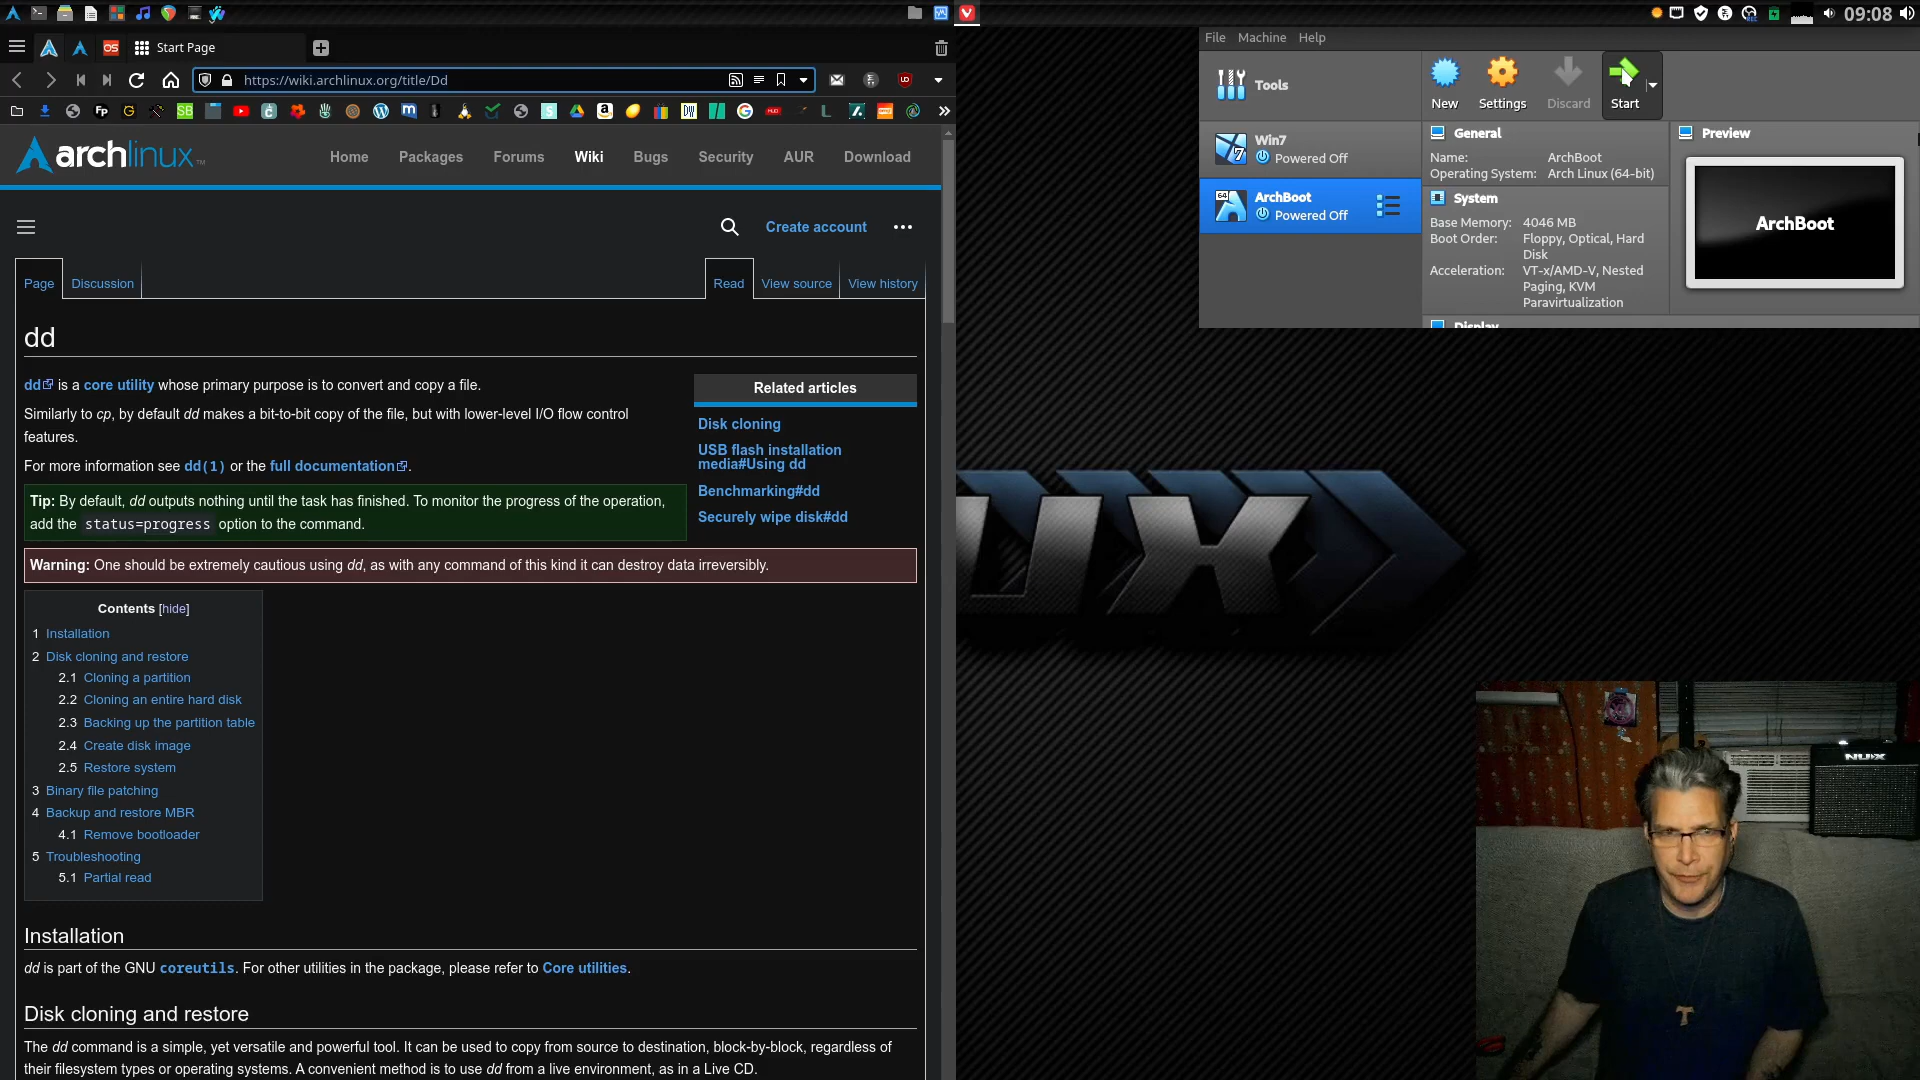 09:08
Start Page
https://wiki.archlinux.org/title/Dd
archlinux
Home Packages Forums Wiki Bugs Security AUR Download
Create account
Page Discussion Read View source View history
dd
dd is a core utility whose primary purpose is to convert and copy a file.
Similarly to cp, by default dd makes a bit-to-bit copy of the file, but with lower-level I/O flow control
features.
For more information see dd(1) or the full documentation.
Tip: By default, dd outputs nothing until the task has finished. To monitor the progress of the operation,
add the status=progress option to the command.
Related articles
Disk cloning
USB flash installation
media#Using dd
Benchmarking#dd
Securely wipe disk#dd
Warning: One should be extremely cautious using dd, as with any command of this kind it can destroy data irreversibly.
Contents [hide]
1 Installation
2 Disk cloning and restore
2.1 Cloning a partition
2.2 Cloning an entire hard disk
2.3 Backing up the partition table
2.4 Create disk image
2.5 Restore system
3 Binary file patching
4 Backup and restore MBR
4.1 Remove bootloader
5 Troubleshooting
5.1 Partial read
Installation
dd is part of the GNU coreutils. For other utilities in the package, please refer to Core utilities.
Disk cloning and restore
The dd command is a simple, yet versatile and powerful tool. It can be used to copy from source to destination, block-by-block, regardless of
their filesystem types or operating systems. A convenient method is to use dd from a live environment, as in a Live CD.
File Machine Help
Tools
New Settings Discard Start
Win7
Powered Off
64
ArchBoot
Powered Off
General
Name: ArchBoot
Operating System: Arch Linux (64-bit)
System
Base Memory: 4046 MB
Boot Order: Floppy, Optical, Hard
Disk
Acceleration: VT-x/AMD-V, Nested
Paging, KVM
Paravirtualization
Display
Preview
ArchBoot
UX
NUX